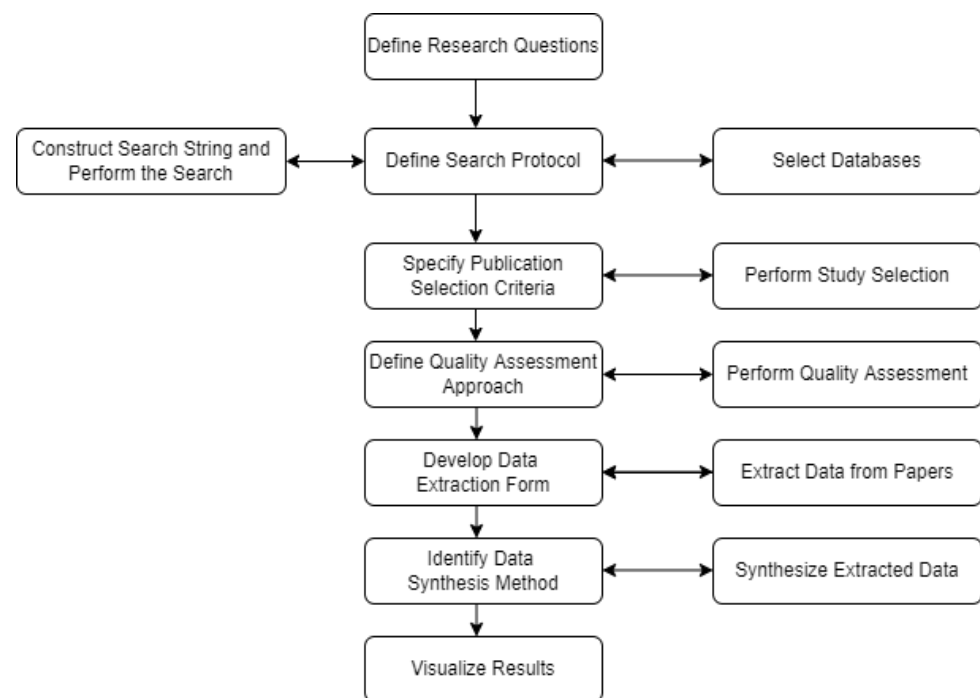 Define Research Questions
Construct Search String and
Perform the Search
Define Search Protocol
Select Databases
Specify Publication
Selection Criteria
Perform Study Selection
Define Quality Assessment
Approach
Perform Quality Assessment
Develop Data
Extraction Form
Extract Data from Papers
Identify Data
Synthesis Method
Synthesize Extracted Data
Visualize Results